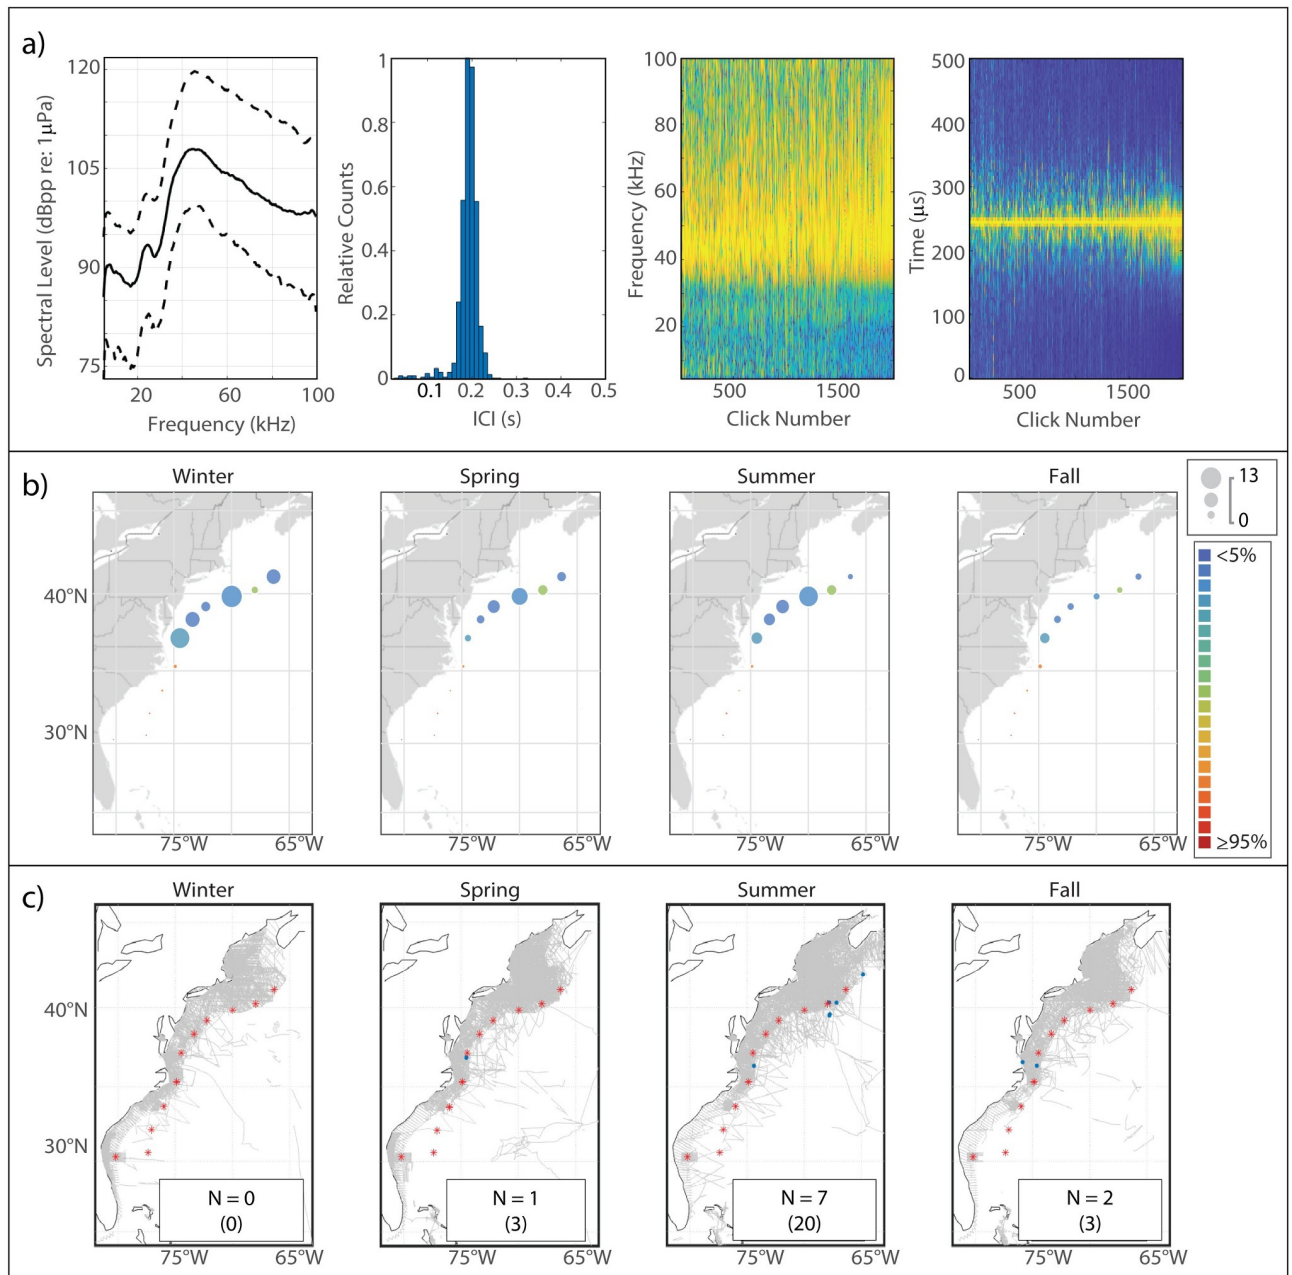 a)
120
105
90
75
Spectral Level (dBpp re: 1µPa)
20
60
100
Frequency (kHz)
1
0.8
0.6
0.4
0.2
0
Relative Counts
0.1
0.2
0.3
0.4
0.5
ICI (s)
100
80
60
40
20
Frequency (kHz)
500
1500
Click Number
500
400
300
200
100
0
Time (µs)
500
1500
Click Number
b)
Winter
Spring
Summer
Fall
13
0
<5%
≥95%
40°N
30°N
75°W
65°W
75°W
65°W
75°W
65°W
75°W
65°W
c)
Winter
Spring
Summer
Fall
40°N
30°N
N = 0
(0)
N = 1
(3)
N = 7
(20)
N = 2
(3)
75°W
65°W
75°W
65°W
75°W
65°W
75°W
65°W